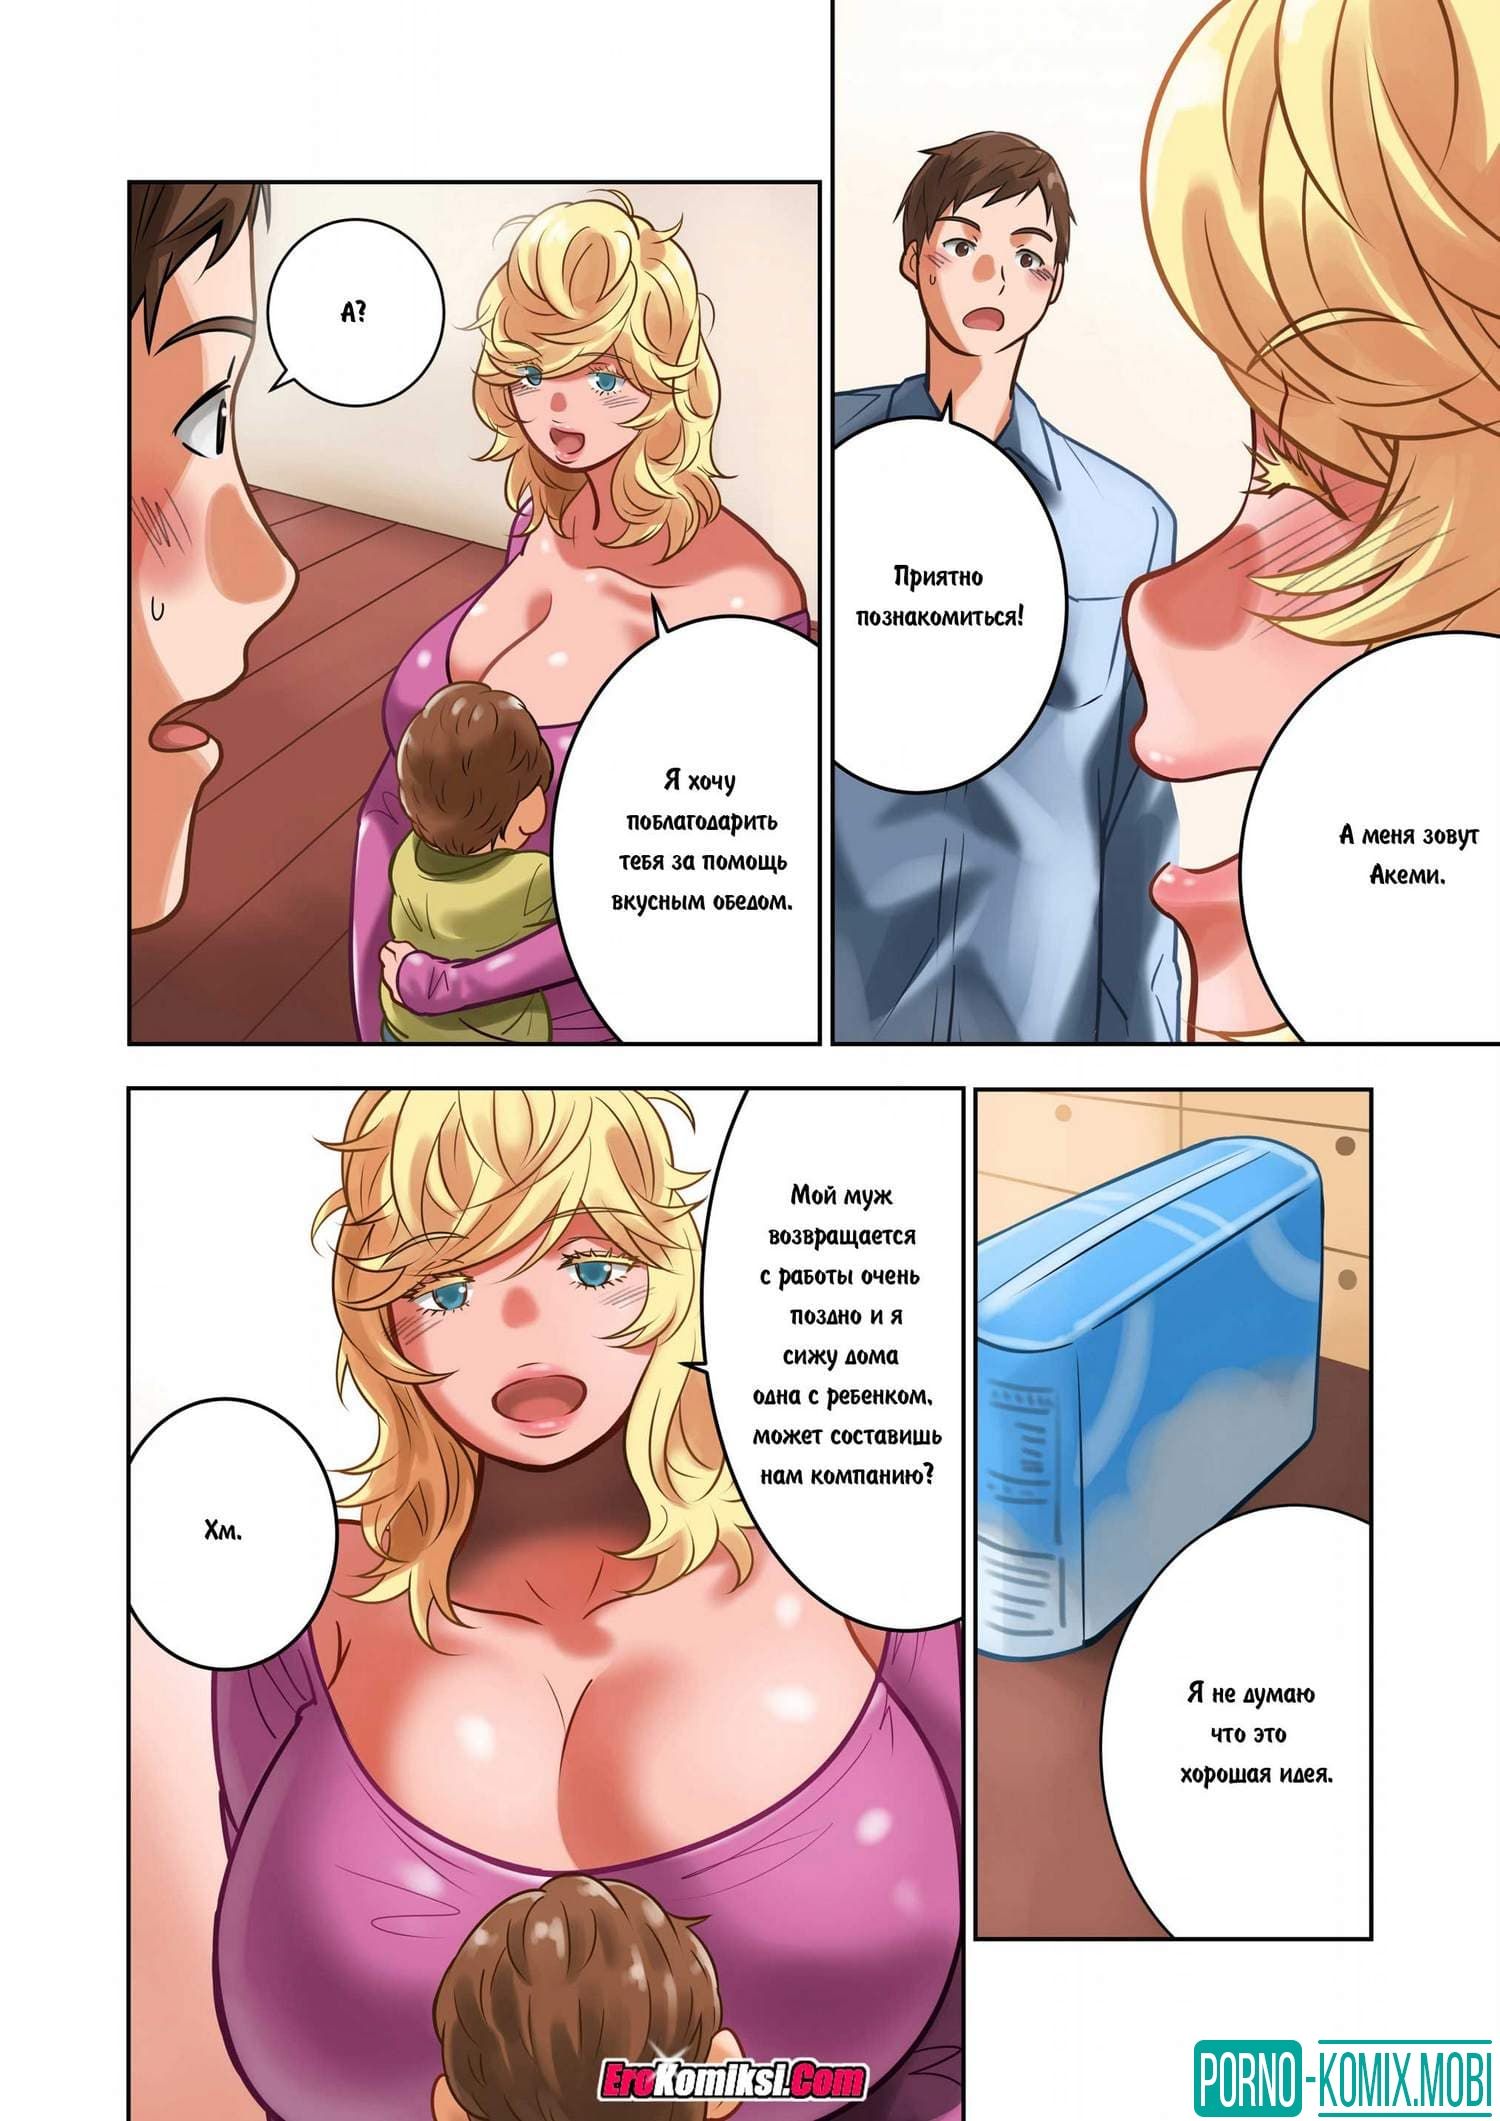 А?
Я хочу
поблагодарить
тебя за помощь
вкусным обедом.
Приятно
познакомиться!
А меня зовут
Акеми.
Мой муж
возвращается
с работы очень
поздно и я
сижу дома
одна с ребенком,
может составишь
нам компанию?
Хм.
Я не думаю
что это
хорошая идея.
EroKomiksi.Com
PORNO-KOMIX.MOBI